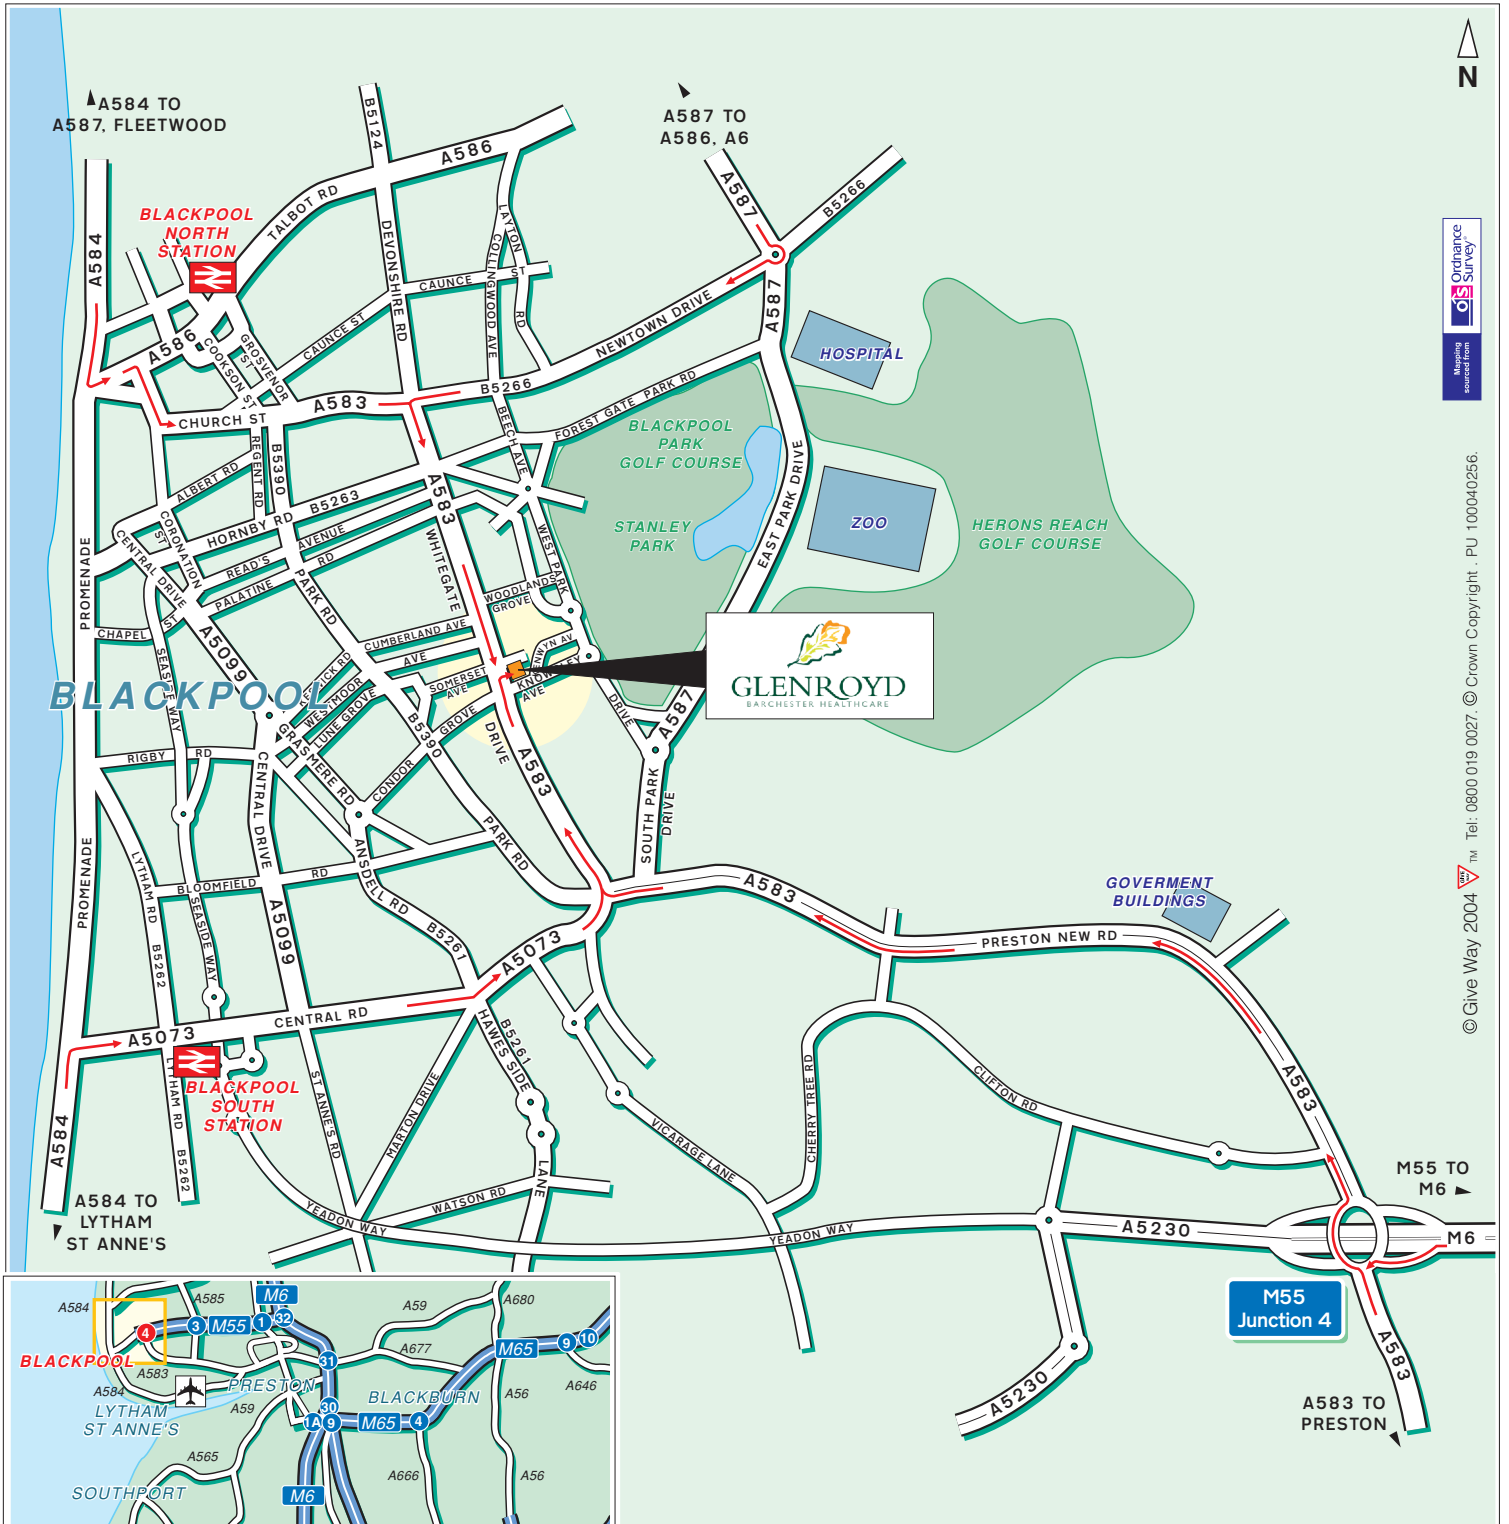 N
A584 TO
A587, FLEETWOOD
B5124
A586
A587 TO
A586, A6
A587
B5266
TALBOT RD
BLACKPOOL
NORTH
STATION
A584
DEVONSHIRE RD
LAYTON
RD
COLLINGWOOD AVE
CAUNCE ST
CAUNCE ST
A587
NEWTOWN DRIVE
HOSPITAL
A586
COOKSON ST
GROSVENOR
ST
B5266
CHURCH ST
A583
FOREST GATE
PARK RD
BEECH AVE
BLACKPOOL
PARK
GOLF COURSE
REGENT RD
B5390
ALBERT RD
HORNBY RD
B5263
A583
STANLEY
PARK
EAST PARK DRIVE
ZOO
HERONS REACH
GOLF COURSE
CORONATION
ST
CENTRAL DRIVE
READ'S
AVENUE
PALATINE
RD
WHITEGATE
WEST PARK
WOODLANDS
GROVE
PROMENADE
CHAPEL
ST
PARK RD
CUMBERLAND AVE
AVE
A5099
SEASIDE WAY
BLACKPOOL
WESTMOOR
LUNE GROVE
SOMERSET
AVE
KNOWSLEY
AVE
GLENROYD
BARCHESTER HEALTHCARE
DRIVE
A587
GRASMERE RD
B5390
GROVE
CONDOR
DRIVE
A583
RIGBY
RD
CENTRAL DRIVE
SOUTH PARK
DRIVE
PROMENADE
LYTHAM RD
BLOOMFIELD
RD
ANSDELL RD
PARK RD
A583
GOVERMENT
BUILDINGS
SEASIDE WAY
A5099
B5261
A5073
PRESTON NEW RD
B5262
A5073
CENTRAL RD
BLACKPOOL
SOUTH
STATION
LYTHAM RD
B5262
ST ANNE'S RD
MARTON DRIVE
HAWES SIDE
B5261
LANE
VICARAGE LANE
CHERRY TREE RD
CLIFTON RD
A583
A584
A584 TO
LYTHAM
ST ANNE'S
WATSON RD
YEADON WAY
YEADON WAY
A5230
M55 TO
M6
M6
M55
Junction 4
A583
A5230
A583 TO
PRESTON
A584
A585
M6
A59
A680
4
3
M55
1
32
BLACKPOOL
A583
31
A677
M65
9
10
A584
PRESTON
BLACKBURN
A56
A646
LYTHAM
ST ANNE'S
A59
30
1A
9
M65
4
A565
A666
A56
SOUTHPORT
M6
Ordnance
Survey
Mapping
sourced from
© Give Way 2004 ™ Tel: 0800 019 0027. © Crown Copyright . PU 100040256.